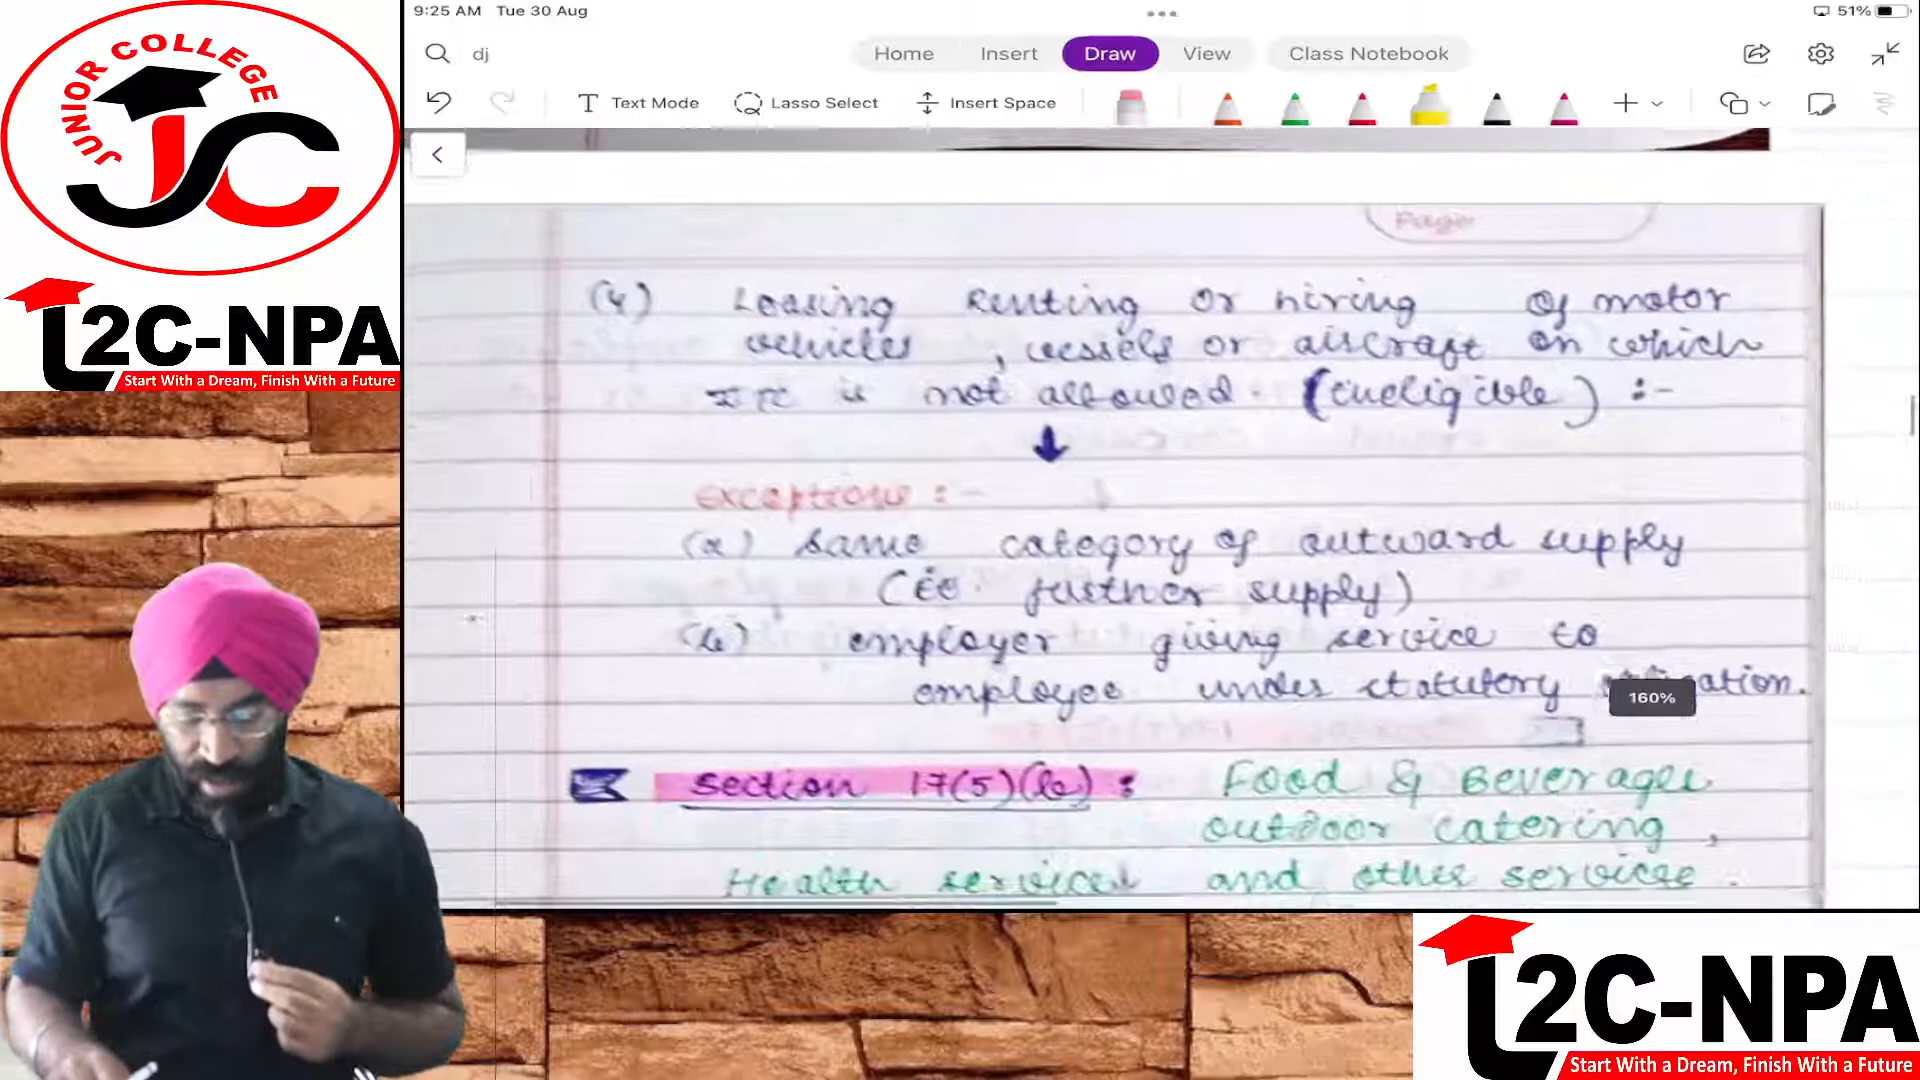 9:25 AM Tue 30 Aug
51%
dj
Home Insert Draw View Class Notebook
Text Mode Lasso Select Insert Space
JUNIOR COLLEGE
JC
L2C-NPA
Start With a Dream, Finish With a Future
Page
(4) Leasing Renting or hiring of motor
vehicles, vessels or aircraft on which
ITC is not allowed. (ineligible) :-
exceptions :-
(a) same category of outward supply
(ie. further supply)
(b) employer giving service to
employee under statutory
160%
Section 17(5)(b) : Food & Beverages
outdoor catering,
Health services and other services.
L2C-NPA
Start With a Dream, Finish With a Future